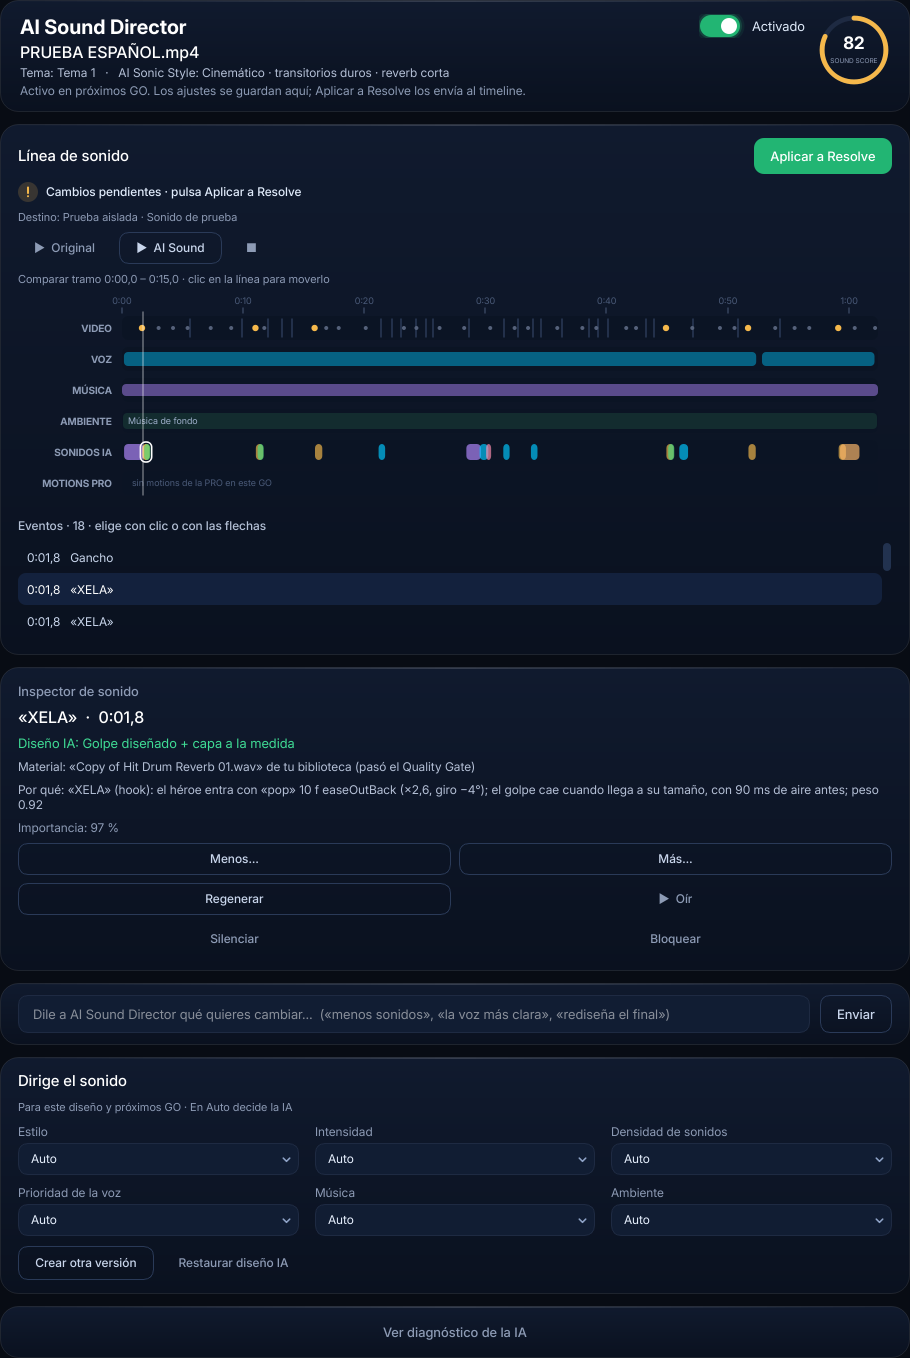 AI Sound Director
Activado
82
SOUND SCORE
PRUEBA ESPAÑOL.mp4
Tema: Tema 1 · AI Sonic Style: Cinemático · transitorios duros · reverb corta
Activo en próximos GO. Los ajustes se guardan aquí; Aplicar a Resolve los envía al timeline.
Línea de sonido
Aplicar a Resolve
! Cambios pendientes · pulsa Aplicar a Resolve
Destino: Prueba aislada · Sonido de prueba
Original
AI Sound
Comparar tramo 0:00,0 – 0:15,0 · clic en la línea para moverlo
0:00 0:10 0:20 0:30 0:40 0:50 1:00
VIDEO
VOZ
MÚSICA
AMBIENTE Música de fondo
SONIDOS IA
MOTIONS PRO sin motions de la PRO en este GO
Eventos · 18 · elige con clic o con las flechas
0:01,8 Gancho
0:01,8 «XELA»
0:01,8 «XELA»
Inspector de sonido
«XELA» · 0:01,8
Diseño IA: Golpe diseñado + capa a la medida
Material: «Copy of Hit Drum Reverb 01.wav» de tu biblioteca (pasó el Quality Gate)
Por qué: «XELA» (hook): el héroe entra con «pop» 10 f easeOutBack (×2,6, giro −4°); el golpe cae cuando llega a su tamaño, con 90 ms de aire antes; peso
0.92
Importancia: 97 %
Menos... Más...
Regenerar Oír
Silenciar Bloquear
Dile a AI Sound Director qué quieres cambiar... («menos sonidos», «la voz más clara», «rediseña el final»)
Enviar
Dirige el sonido
Para este diseño y próximos GO · En Auto decide la IA
Estilo Intensidad Densidad de sonidos
Auto Auto Auto
Prioridad de la voz Música Ambiente
Auto Auto Auto
Crear otra versión Restaurar diseño IA
Ver diagnóstico de la IA